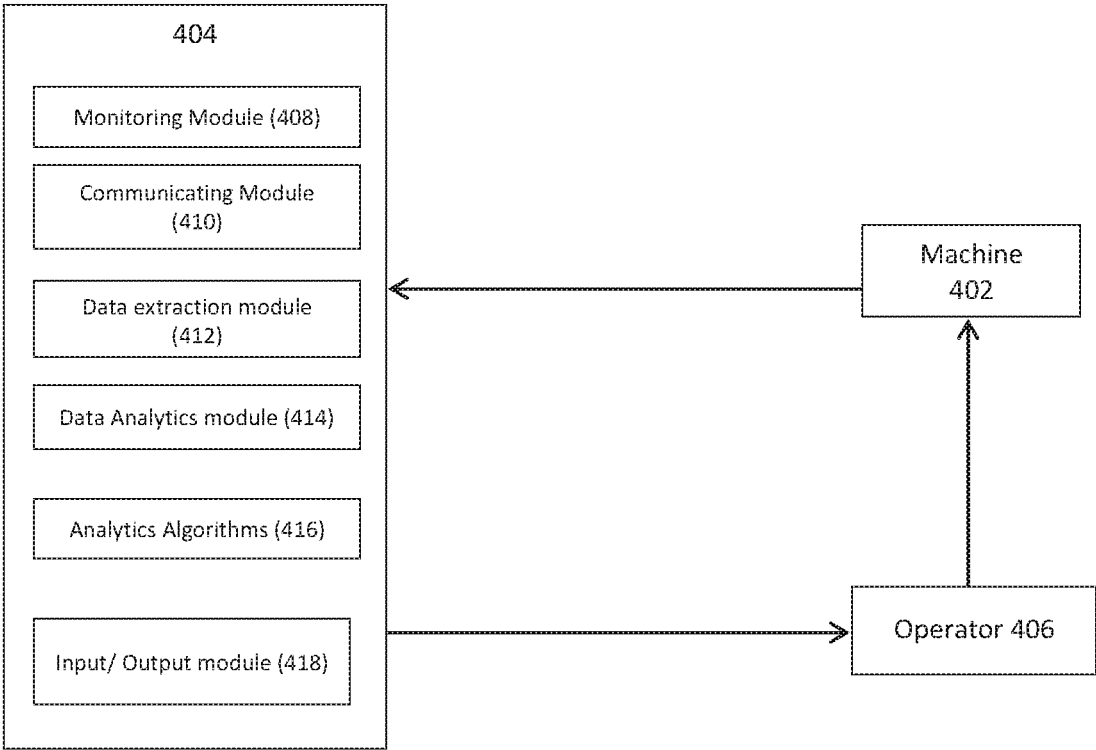 404
Monitoring Module (408)
Communicating Module
(410)
Data extraction module
(412)
Data Analytics module (414)
Analytics Algorithms (416)
Input/ Output module (418)
Machine
402
Operator 406